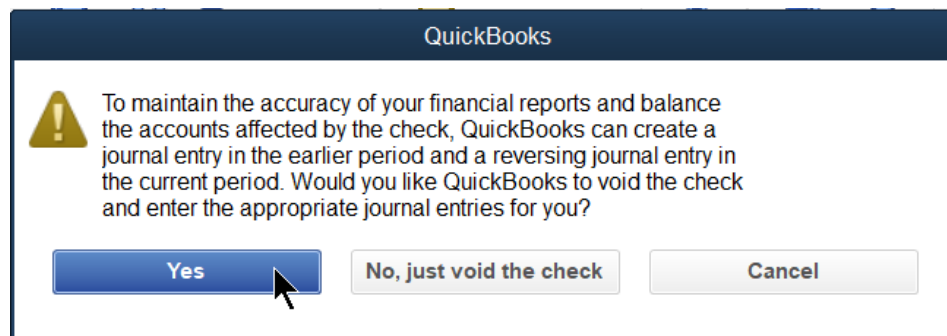 QuickBooks
To maintain the accuracy of your financial reports and balance
the accounts affected by the check, QuickBooks can create a
journal entry in the earlier period and a reversing journal entry in
the current period. Would you like QuickBooks to void the check
and enter the appropriate journal entries for you?
Yes No, just void the check Cancel